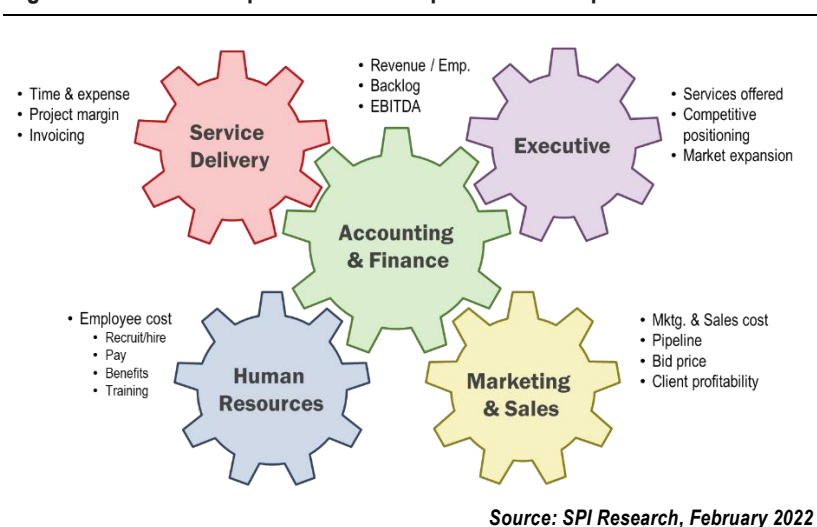 • Revenue / Emp.
• Backlog
• EBITDA
• Time & expense
• Project margin
• Invoicing
Service
Delivery
Executive
• Services offered
• Competitive
positioning
• Market expansion
Accounting
& Finance
• Employee cost
• Recruit/hire
• Pay
• Benefits
• Training
Human
Resources
Marketing
& Sales
• Mktg. & Sales cost
• Pipeline
• Bid price
• Client profitability
Source: SPI Research, February 2022